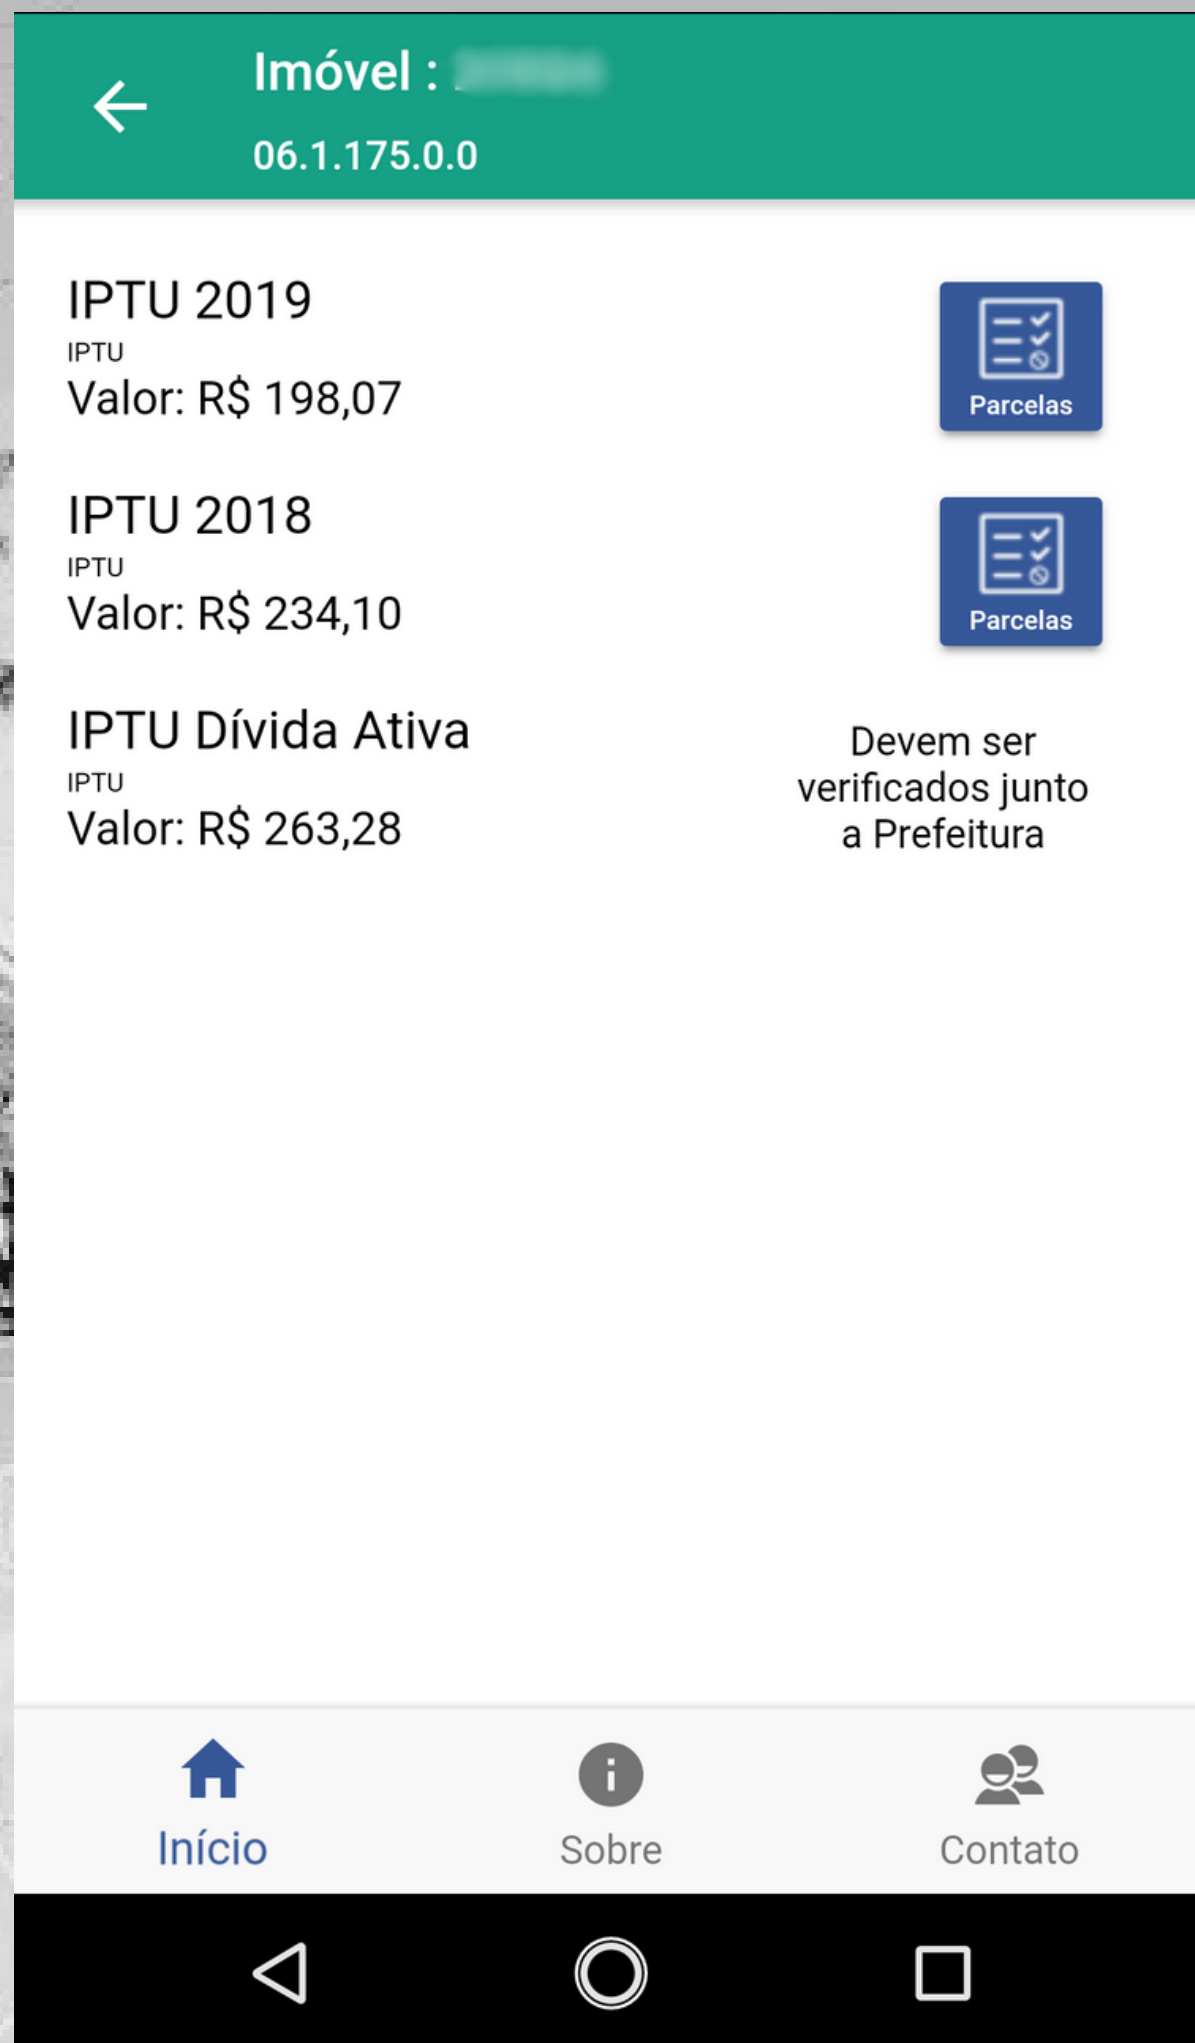 Imóvel :
06.1.175.0.0
IPTU 2019
IPTU
Valor: R$ 198,07
Parcelas
IPTU 2018
IPTU
Valor: R$ 234,10
Parcelas
IPTU Dívida Ativa
IPTU
Valor: R$ 263,28
Devem ser
verificados junto
a Prefeitura
Início
Sobre
Contato